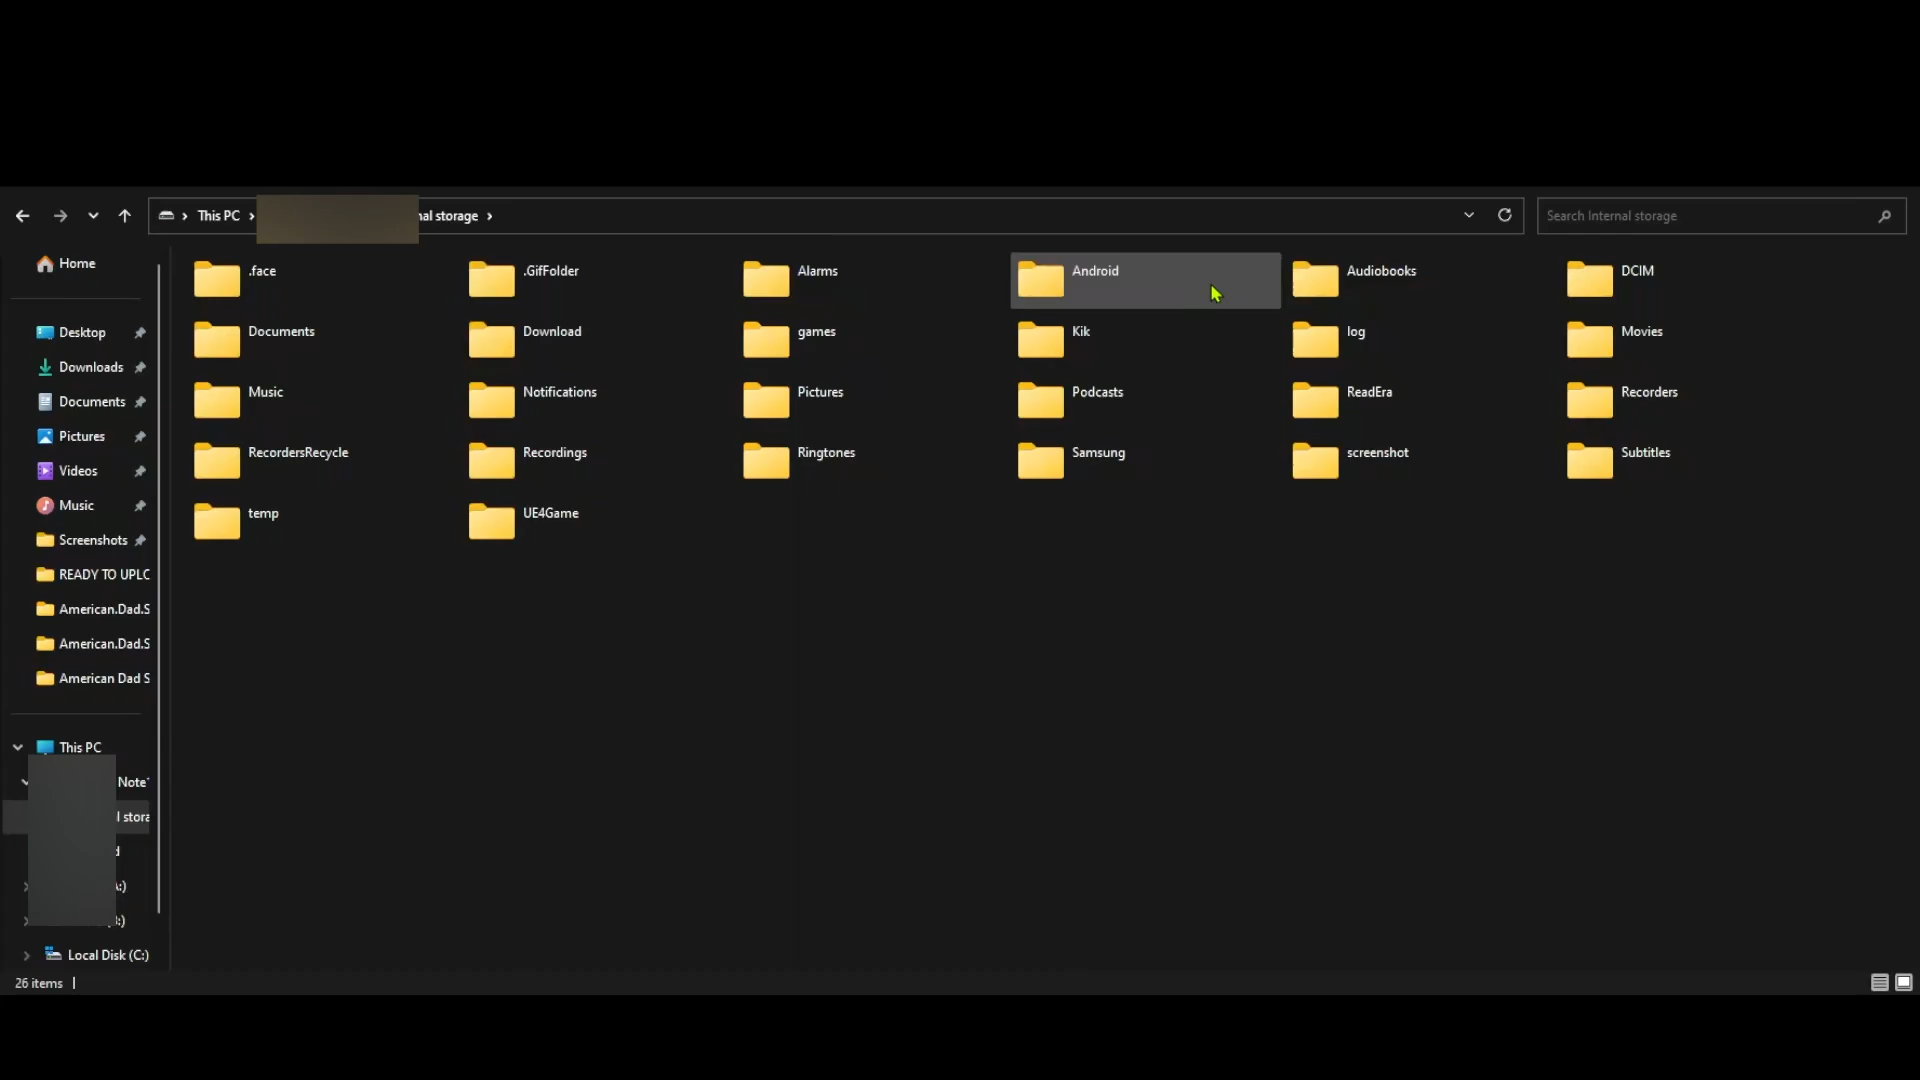 This PC
nal storage
Search Internal storage
Home
Desktop
Downloads
Documents
Pictures
Videos
Music
Screenshots
READY TO UPLC
American.Dad.S
American.Dad.S
American Dad S
This PC
Note
l stora
d
Local Disk (C:)
.face
.GifFolder
Alarms
Android
Audiobooks
DCIM
Documents
Download
games
Kik
log
Movies
Music
Notifications
Pictures
Podcasts
ReadEra
Recorders
RecordersRecycle
Recordings
Ringtones
Samsung
screenshot
Subtitles
temp
UE4Game
26 items